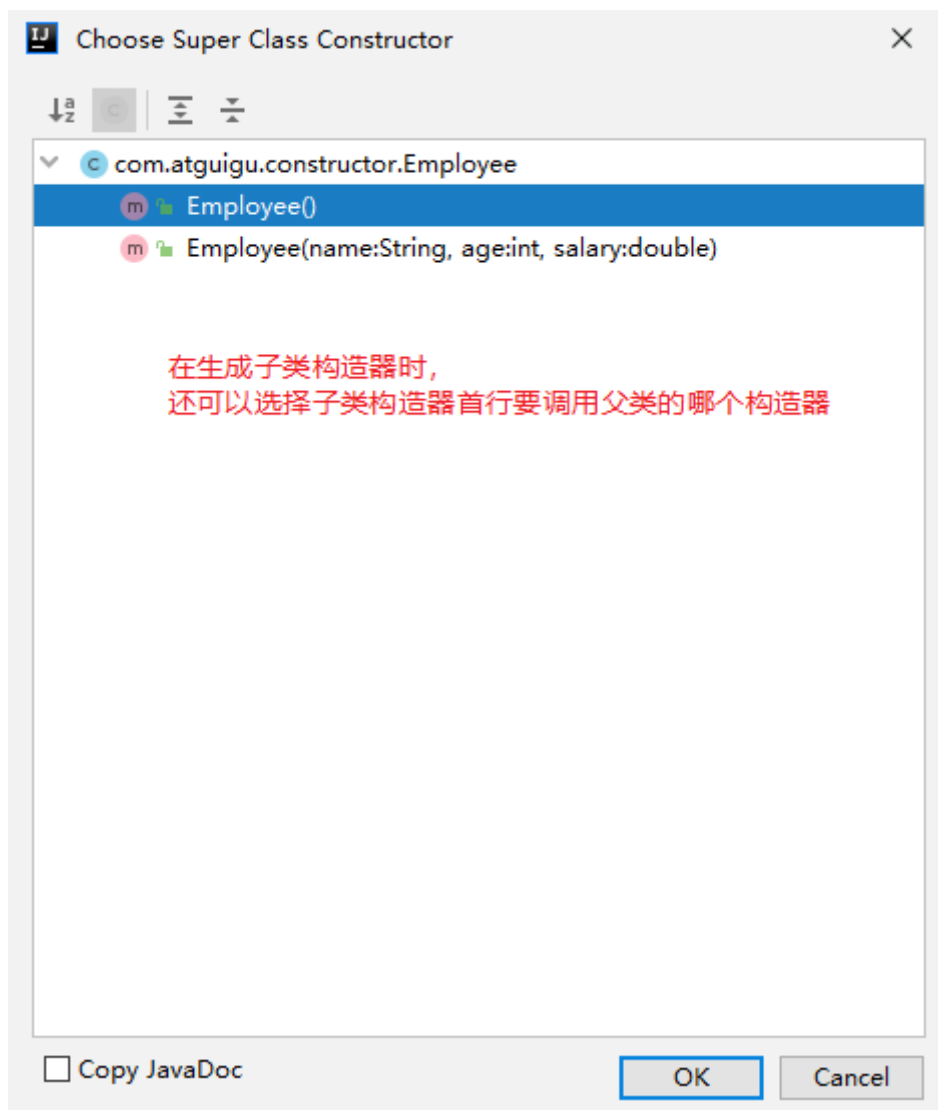 Choose Super Class Constructor
com.atguigu.constructor.Employee
Employee()
Employee(name:String, age:int, salary:double)
在生成子类构造器时，
还可以选择子类构造器首行要调用父类的哪个构造器
Copy JavaDoc
OK
Cancel